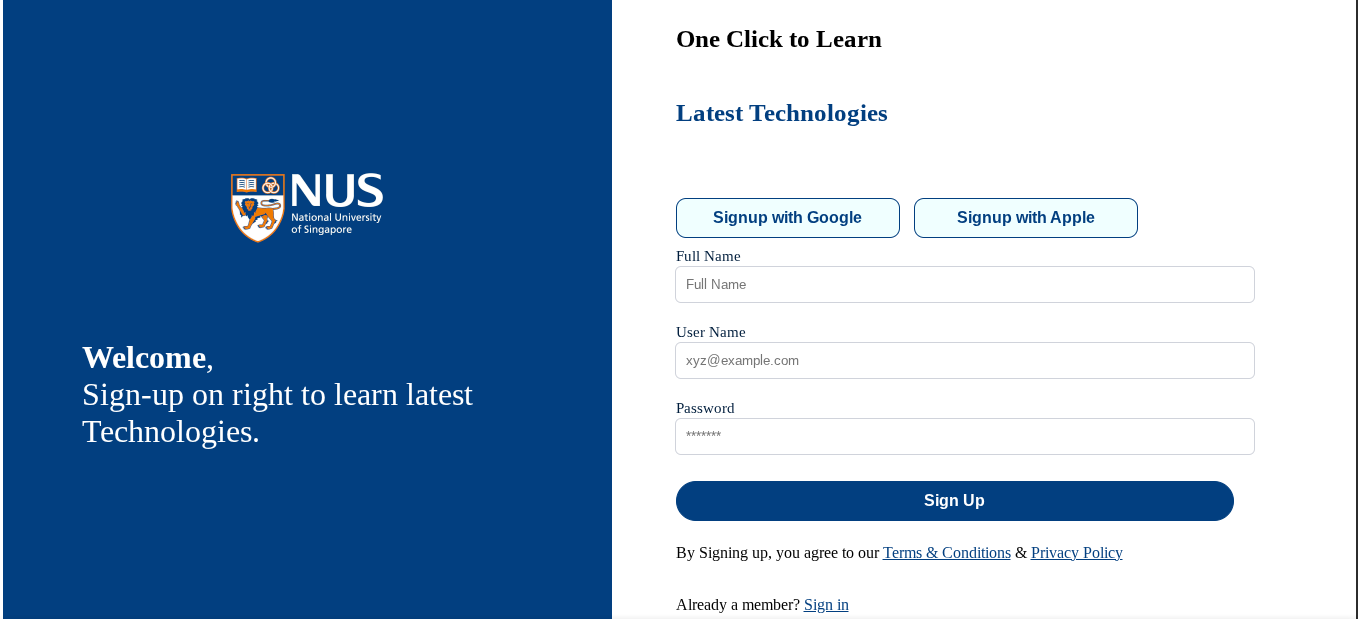 NUS
National University
of Singapore
Welcome,
Sign-up on right to learn latest
Technologies.
One Click to Learn
Latest Technologies
Signup with Google
Signup with Apple
Full Name
Full Name
User Name
xyz@example.com
Password
*******
Sign Up
By Signing up, you agree to our Terms & Conditions & Privacy Policy
Already a member? Sign in